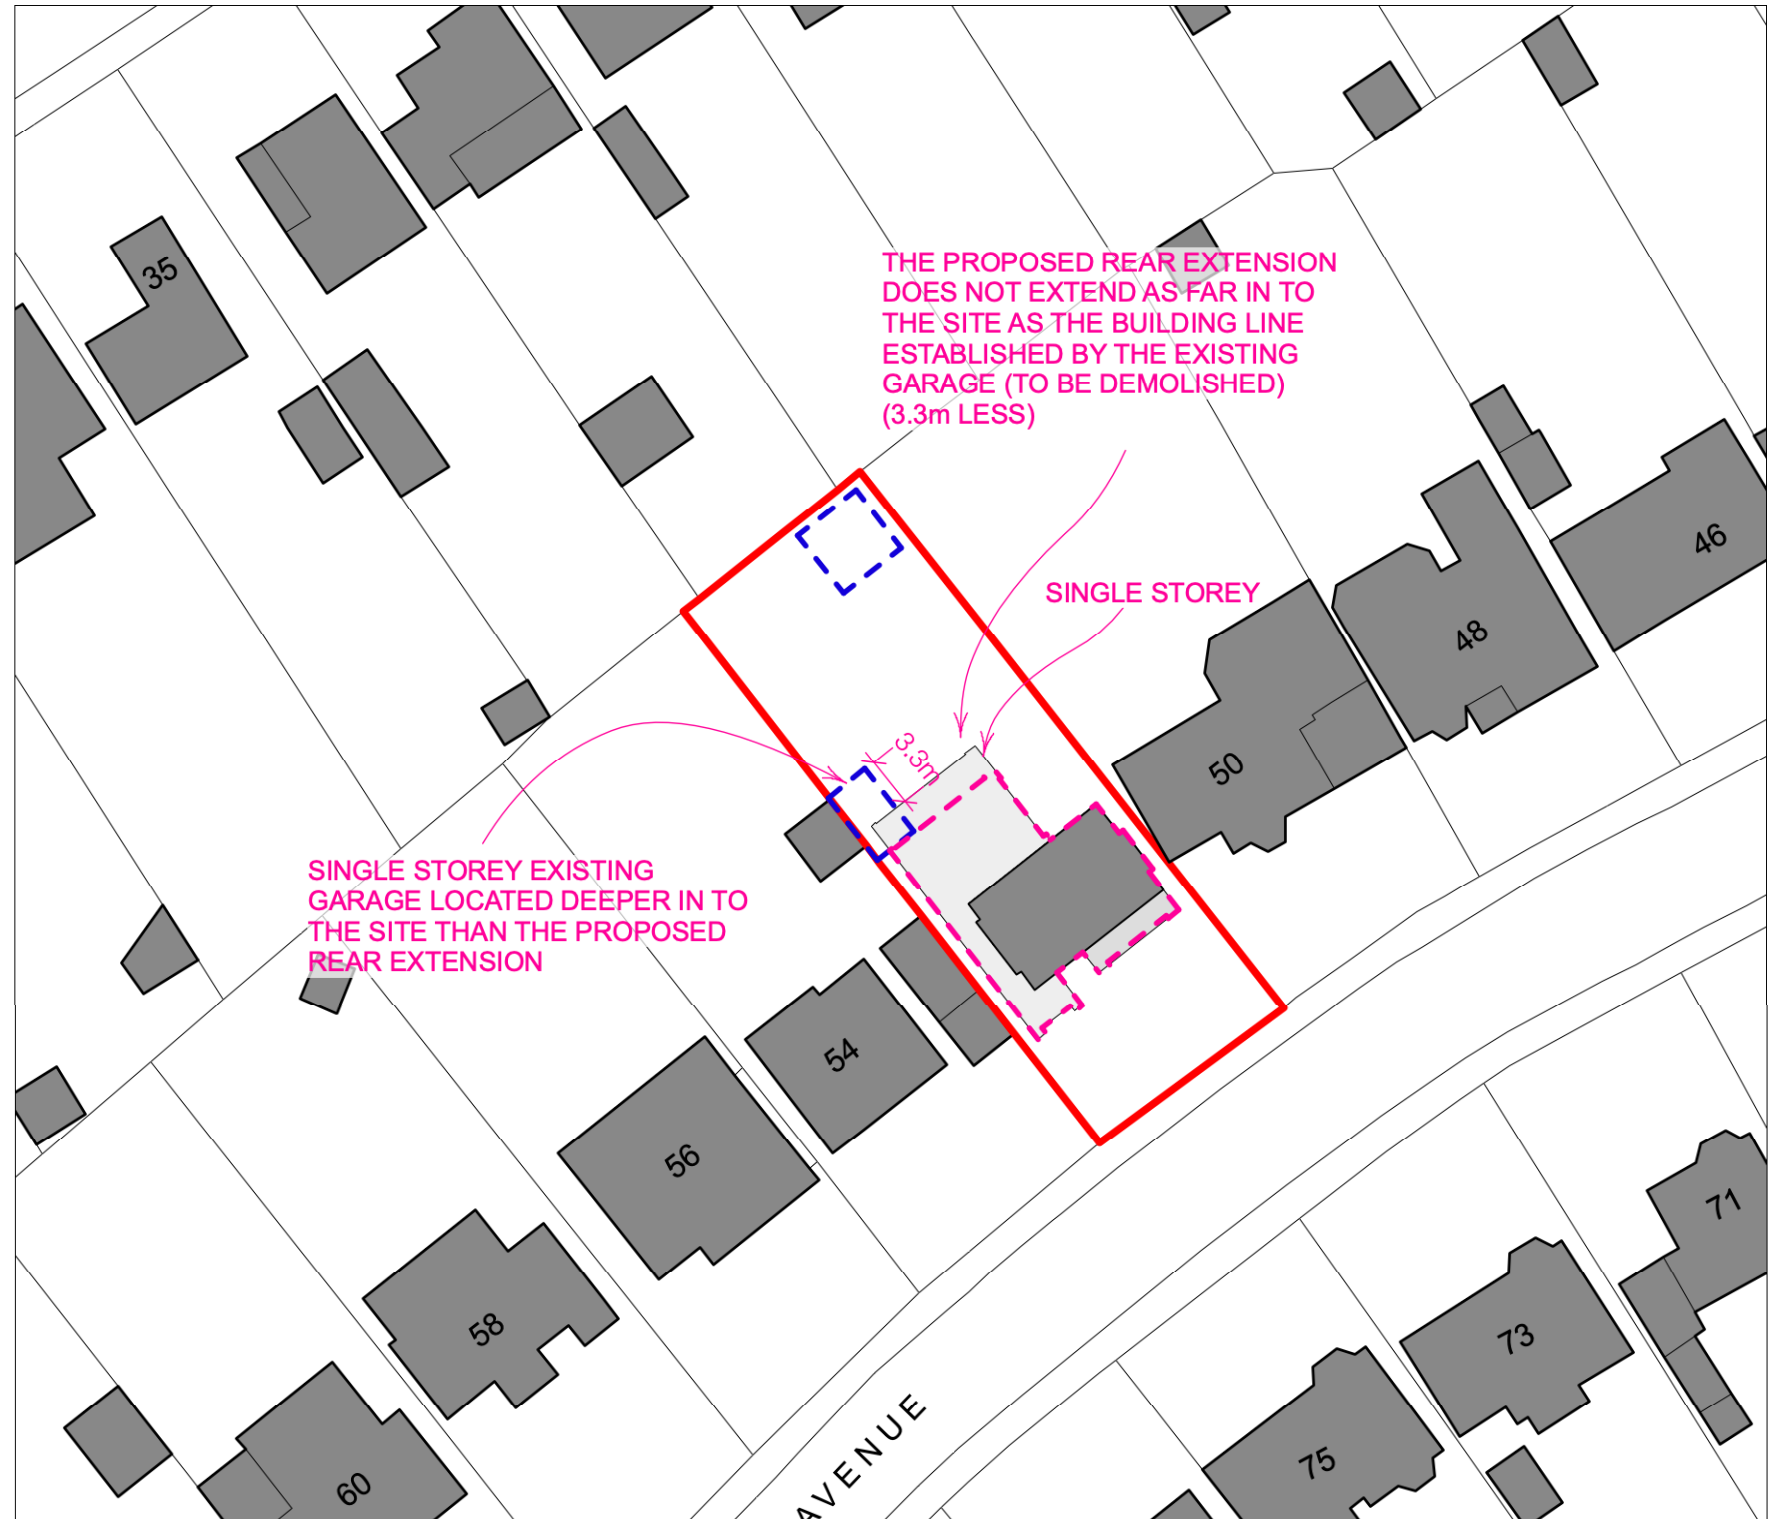 35
THE PROPOSED REAR EXTENSION
DOES NOT EXTEND AS FAR IN TO
THE SITE AS THE BUILDING LINE
ESTABLISHED BY THE EXISTING
GARAGE (TO BE DEMOLISHED)
(3.3m LESS)
SINGLE STOREY
46
48
50
3.3m
SINGLE STOREY EXISTING
GARAGE LOCATED DEEPER IN TO
THE SITE THAN THE PROPOSED
REAR EXTENSION
54
56
58
60
71
73
75
AVENUE